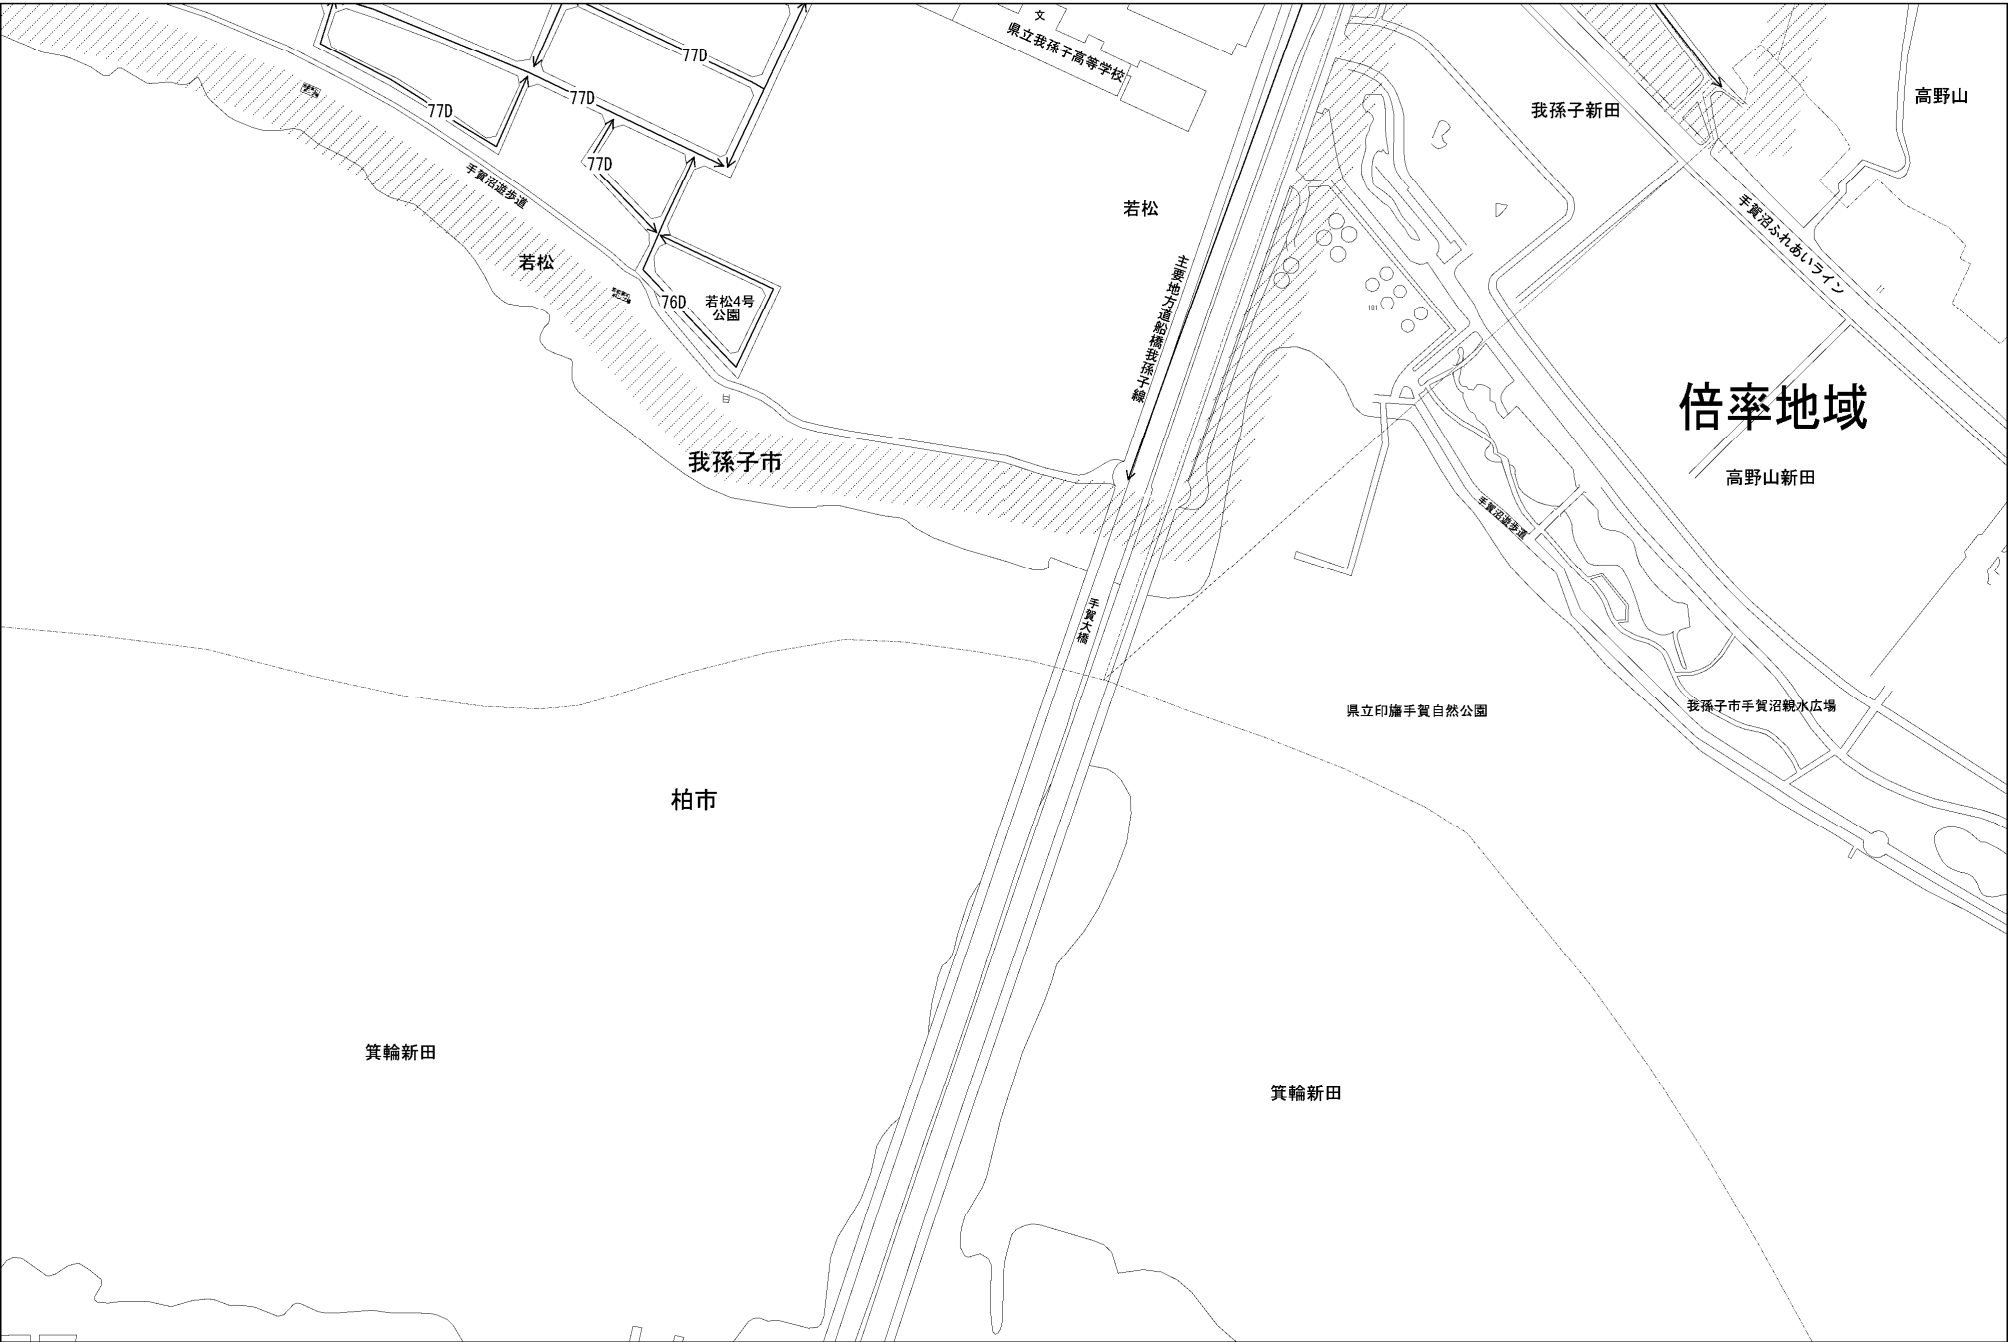 文
県立我孫子高等学校
77D
77D
77D
77D
我孫子新田
高野山
手賀沼遊歩道
若松
若松
手賀沼ふれあいライン
76D
若松4号
公園
主要地方道船橋我孫子線
101
倍率地域
高野山新田
我孫子市
手賀沼遊歩道
手賀大橋
県立印旛手賀自然公園
我孫子市手賀沼親水広場
柏市
箕輪新田
箕輪新田